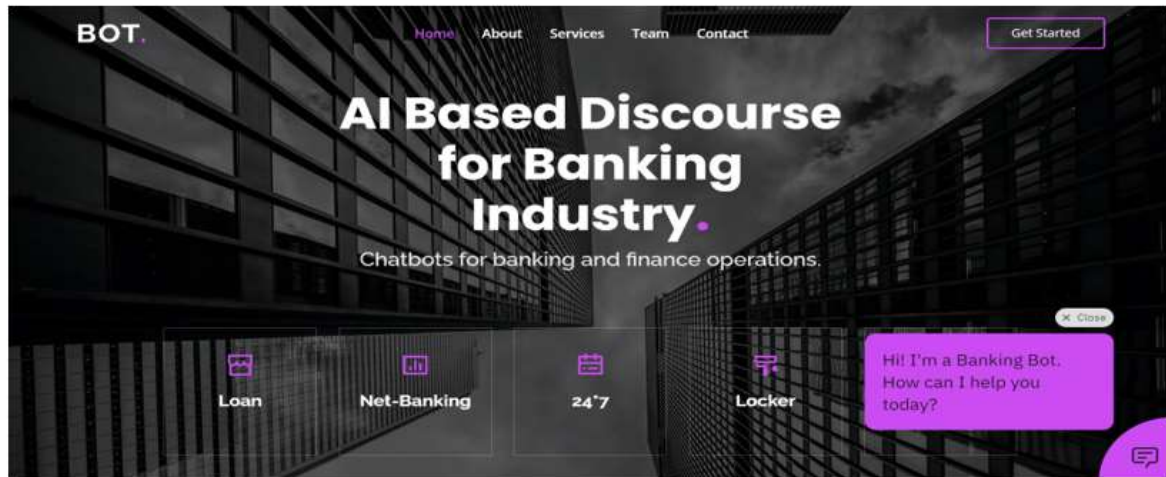 BOT.
Home About Services Team Contact
Get Started
AI Based Discourse
for Banking
Industry.
Chatbots for banking and finance operations.
× Close
Hi! I'm a Banking Bot.
How can I help you
today?
Loan
Net-Banking
24*7
Locker